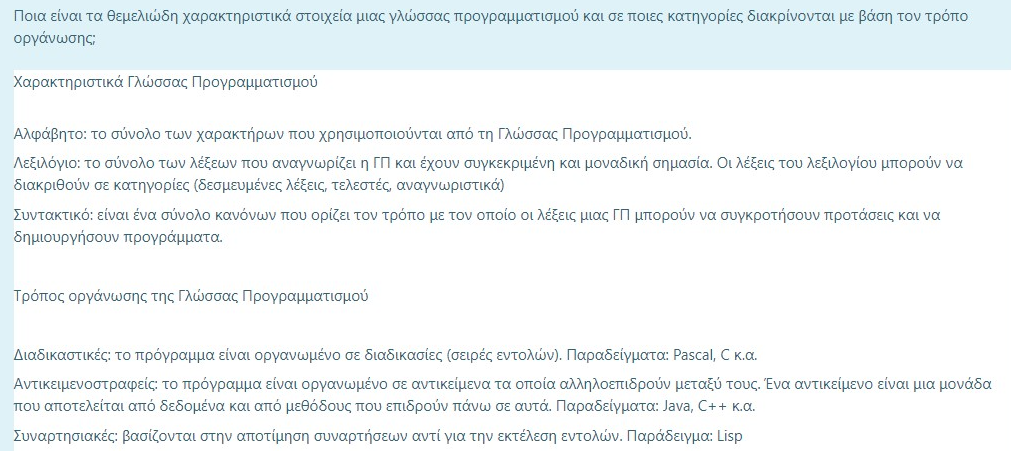 Ποια είναι τα θεμελιώδη χαρακτηριστικά στοιχεία μιας γλώσσας προγραμματισμού και σε ποιες κατηγορίες διακρίνονται με βάση τον τρόπο
οργάνωσης;
Χαρακτηριστικά Γλώσσας Προγραμματισμού
Αλφάβητο: το σύνολο των χαρακτήρων που χρησιμοποιούνται από τη Γλώσσας Προγραμματισμού.
Λεξιλόγιο: το σύνολο των λέξεων που αναγνωρίζει η ΓΠ και έχουν συγκεκριμένη και μοναδική σημασία. Οι λέξεις του λεξιλογίου μπορούν να
διακριθούν σε κατηγορίες (δεσμευμένες λέξεις, τελεστές, αναγνωριστικά)
Συντακτικό: είναι ένα σύνολο κανόνων που ορίζει τον τρόπο με τον οποίο οι λέξεις μιας ΓΠ μπορούν να συγκροτήσουν προτάσεις και να
δημιουργήσουν προγράμματα.
Τρόπος οργάνωσης της Γλώσσας Προγραμματισμού
Διαδικαστικές: το πρόγραμμα είναι οργανωμένο σε διαδικασίες (σειρές εντολών). Παραδείγματα: Pascal, C κ.α.
Αντικειμενοστραφείς: το πρόγραμμα είναι οργανωμένο σε αντικείμενα τα οποία αλληλοεπιδρούν μεταξύ τους. Ένα αντικείμενο είναι μια μονάδα
που αποτελείται από δεδομένα και από μεθόδους που επιδρούν πάνω σε αυτά. Παραδείγματα: Java, C++ κ.α.
Συναρτησιακές: βασίζονται στην αποτίμηση συναρτήσεων αντί για την εκτέλεση εντολών. Παράδειγμα: Lisp